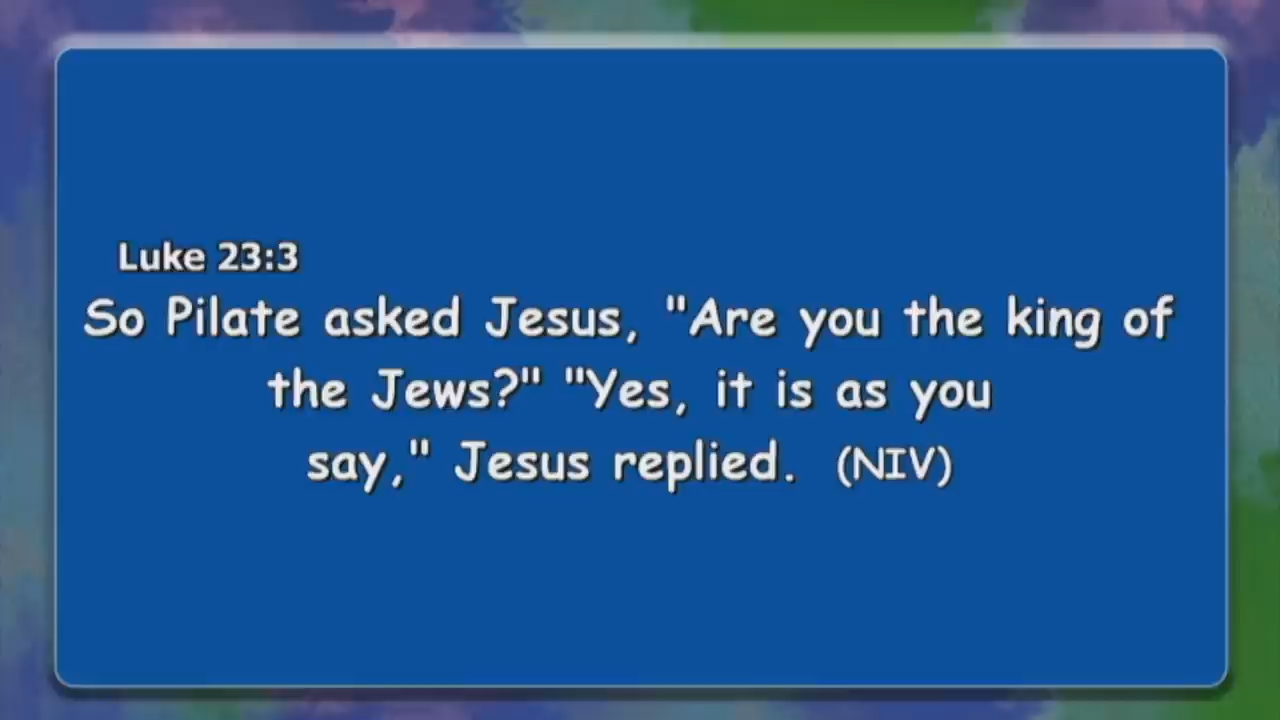 Luke 23:3
So Pilate asked Jesus, "Are you the king of
the Jews?" "Yes, it is as you
say," Jesus replied. (NIV)